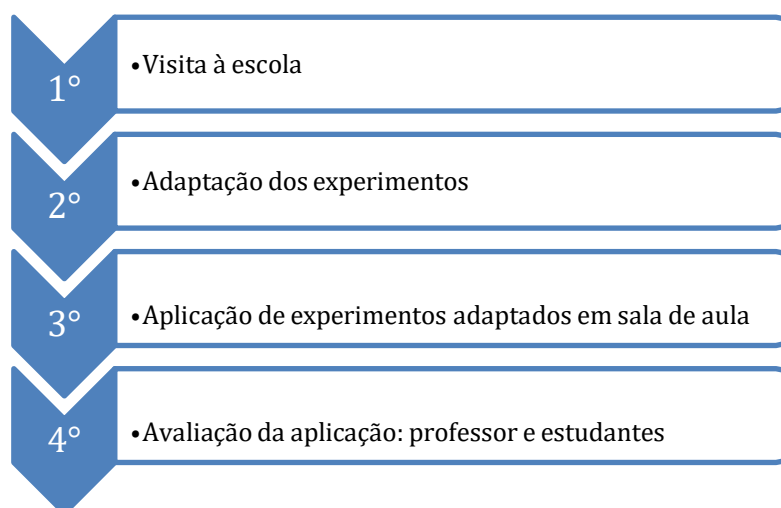 1°
•Visita à escola
2°
•Adaptação dos experimentos
3°
•Aplicação de experimentos adaptados em sala de aula
4°
•Avaliação da aplicação: professor e estudantes